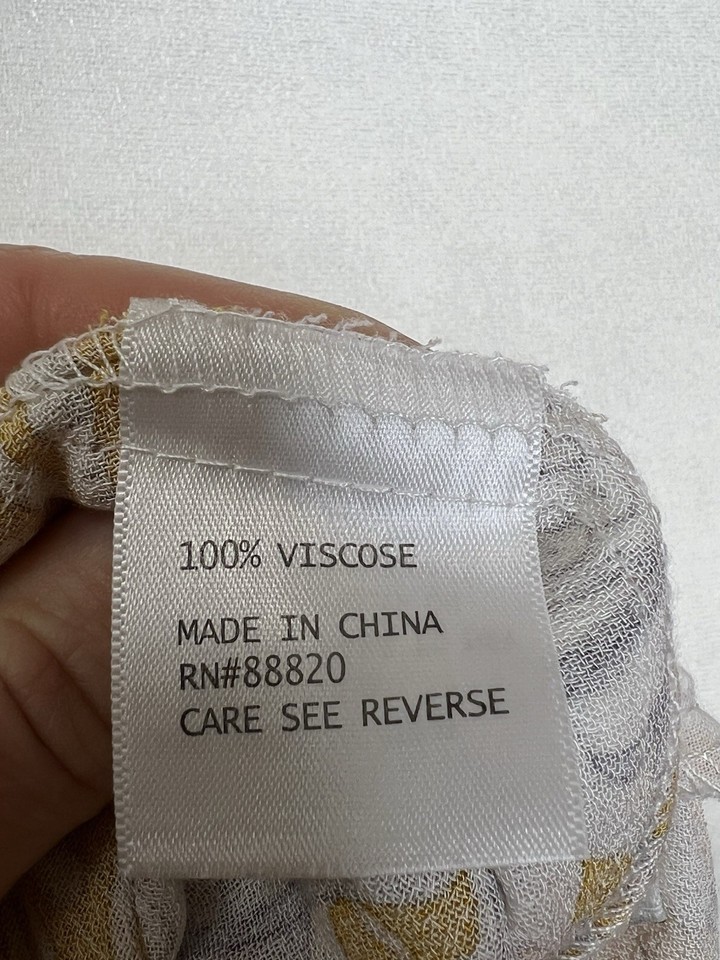 100% VISCOSE
MADE IN CHINA
RN#88820
CARE SEE REVERSE